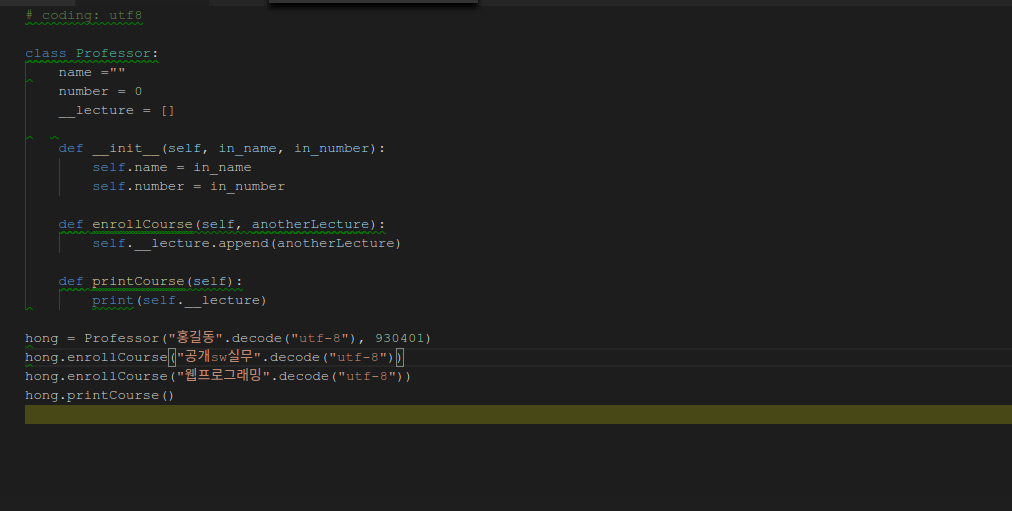 # coding: utf8
class Professor:
name =""
number = 0
__lecture = []
def __init__(self, in_name, in_number):
self.name = in_name
self.number = in_number
def enrollCourse(self, anotherLecture):
self.__lecture.append(anotherLecture)
def printCourse(self):
print(self.__lecture)
hong = Professor("홍길동".decode("utf-8"), 930401)
hong.enrollCourse("공개sw실무".decode("utf-8"))
hong.enrollCourse("웹프로그래밍".decode("utf-8"))
hong.printCourse()